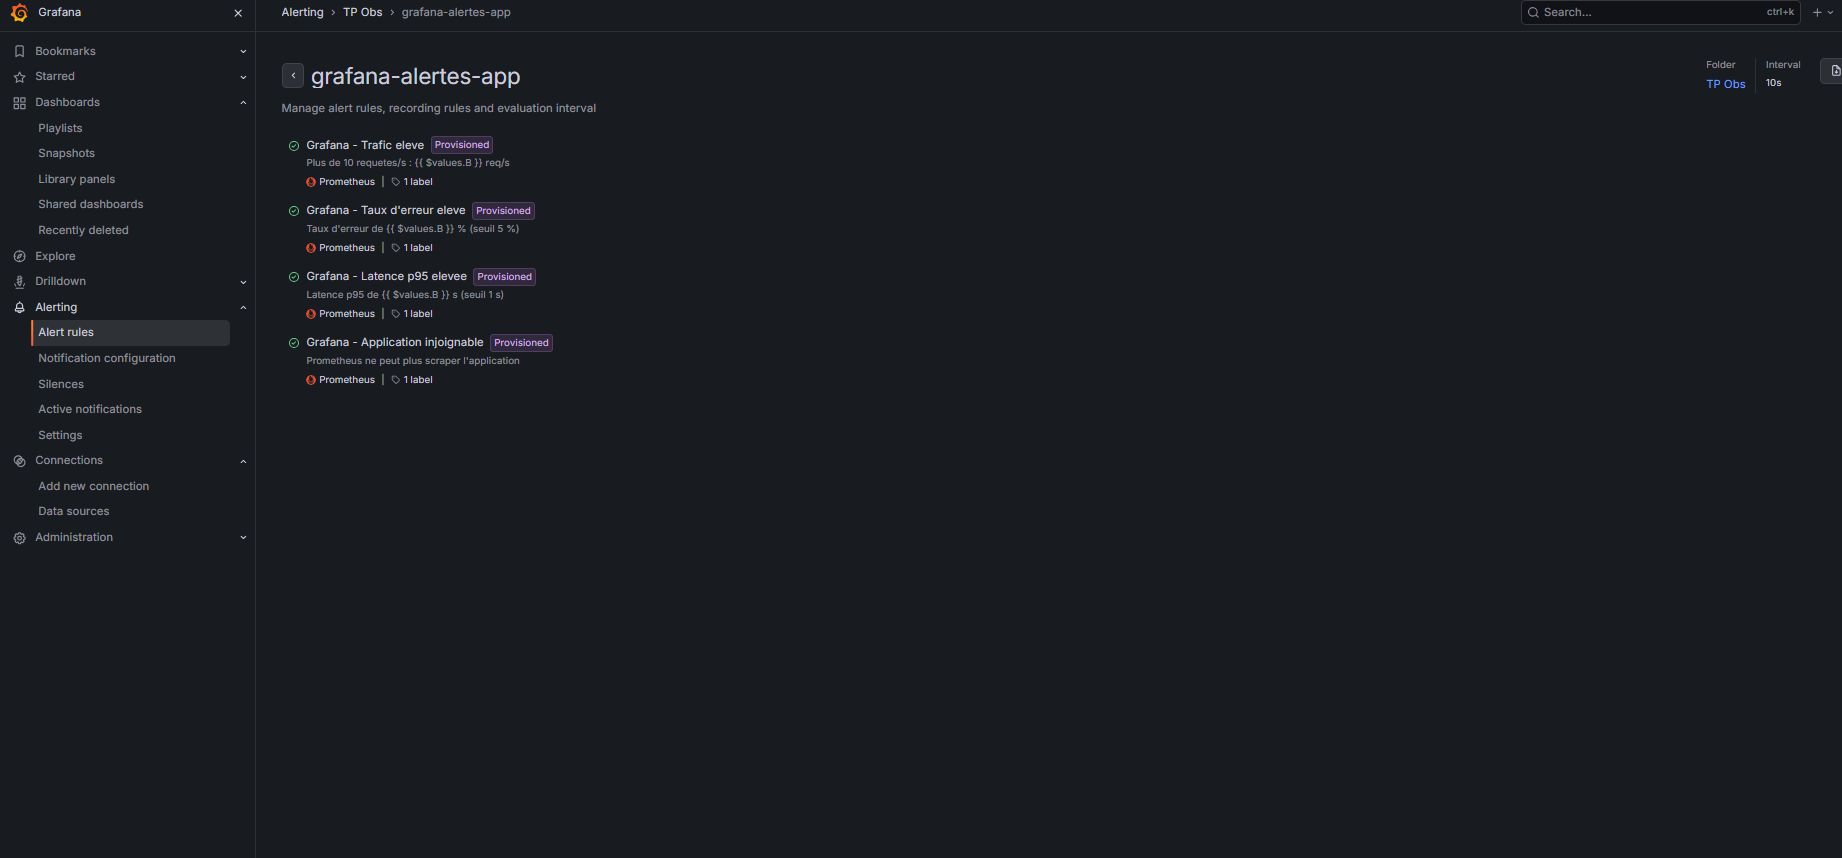 Grafana
Alerting › TP Obs › grafana-alertes-app
Search... ctrl+k
Bookmarks
Starred
Dashboards
Playlists
Snapshots
Library panels
Shared dashboards
Recently deleted
Explore
Drilldown
Alerting
Alert rules
Notification configuration
Silences
Active notifications
Settings
Connections
Add new connection
Data sources
Administration
grafana-alertes-app
Manage alert rules, recording rules and evaluation interval
Folder
TP Obs
Interval
10s
Grafana - Trafic eleve Provisioned
Plus de 10 requetes/s : {{ $values.B }} req/s
Prometheus | 1 label
Grafana - Taux d'erreur eleve Provisioned
Taux d'erreur de {{ $values.B }} % (seuil 5 %)
Prometheus | 1 label
Grafana - Latence p95 elevee Provisioned
Latence p95 de {{ $values.B }} s (seuil 1 s)
Prometheus | 1 label
Grafana - Application injoignable Provisioned
Prometheus ne peut plus scraper l'application
Prometheus | 1 label